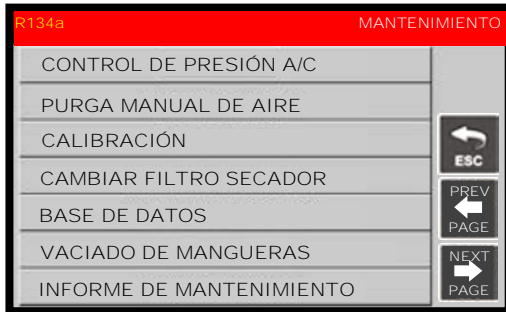 R134a MANTENIMIENTO
CONTROL DE PRESIÓN A/C
PURGA MANUAL DE AIRE
CALIBRACIÓN
ESC
CAMBIAR FILTRO SECADOR
PREV
PAGE
BASE DE DATOS
VACIADO DE MANGUERAS
NEXT
PAGE
INFORME DE MANTENIMIENTO